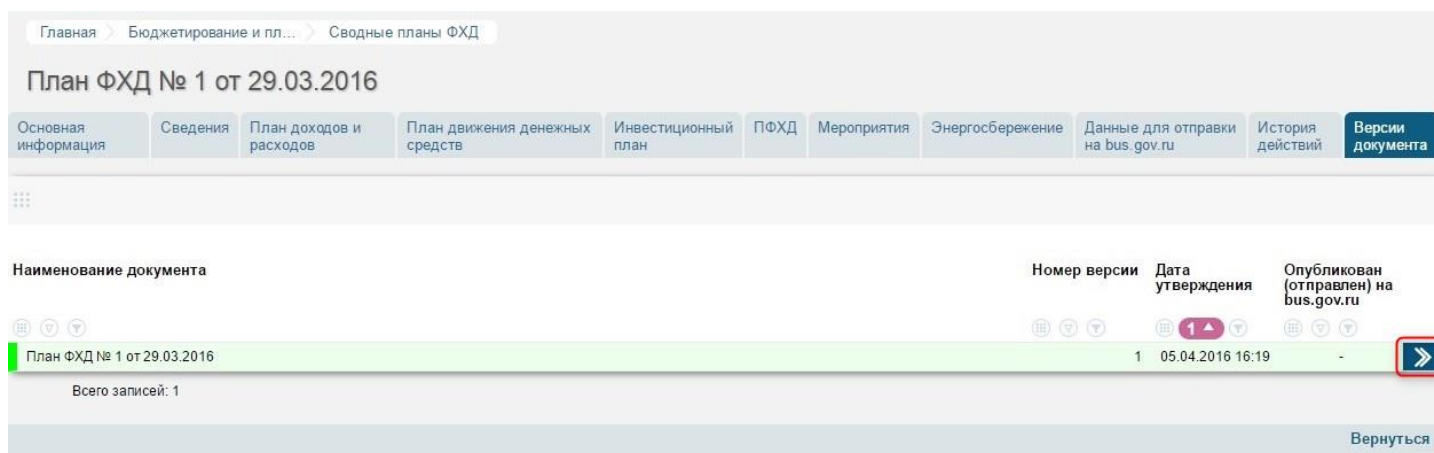 Главная Бюджетирование и пл... Сводные планы ФХД
План ФХД № 1 от 29.03.2016
Основная информация
Сведения
План доходов и расходов
План движения денежных средств
Инвестиционный план
ПФХД
Мероприятия
Энергосбережение
Данные для отправки на bus.gov.ru
История действий
Версии документа
Наименование документа
Номер версии
Дата утверждения
Опубликован (отправлен) на bus.gov.ru
1
План ФХД № 1 от 29.03.2016 1 05.04.2016 16:19 -
Всего записей: 1
Вернуться